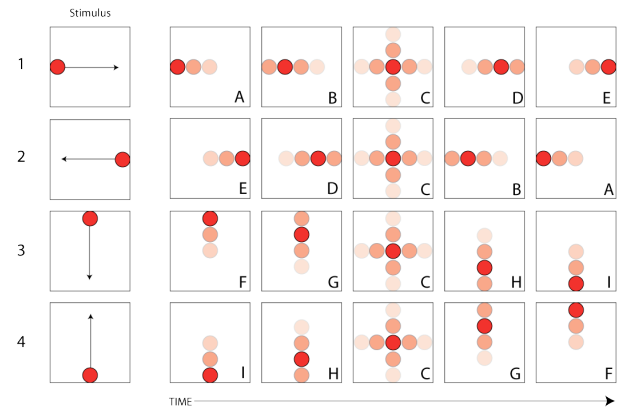 Stimulus
1 A B C D E
2 E D C B A
3 F G C H I
4 I H C G F
TIME